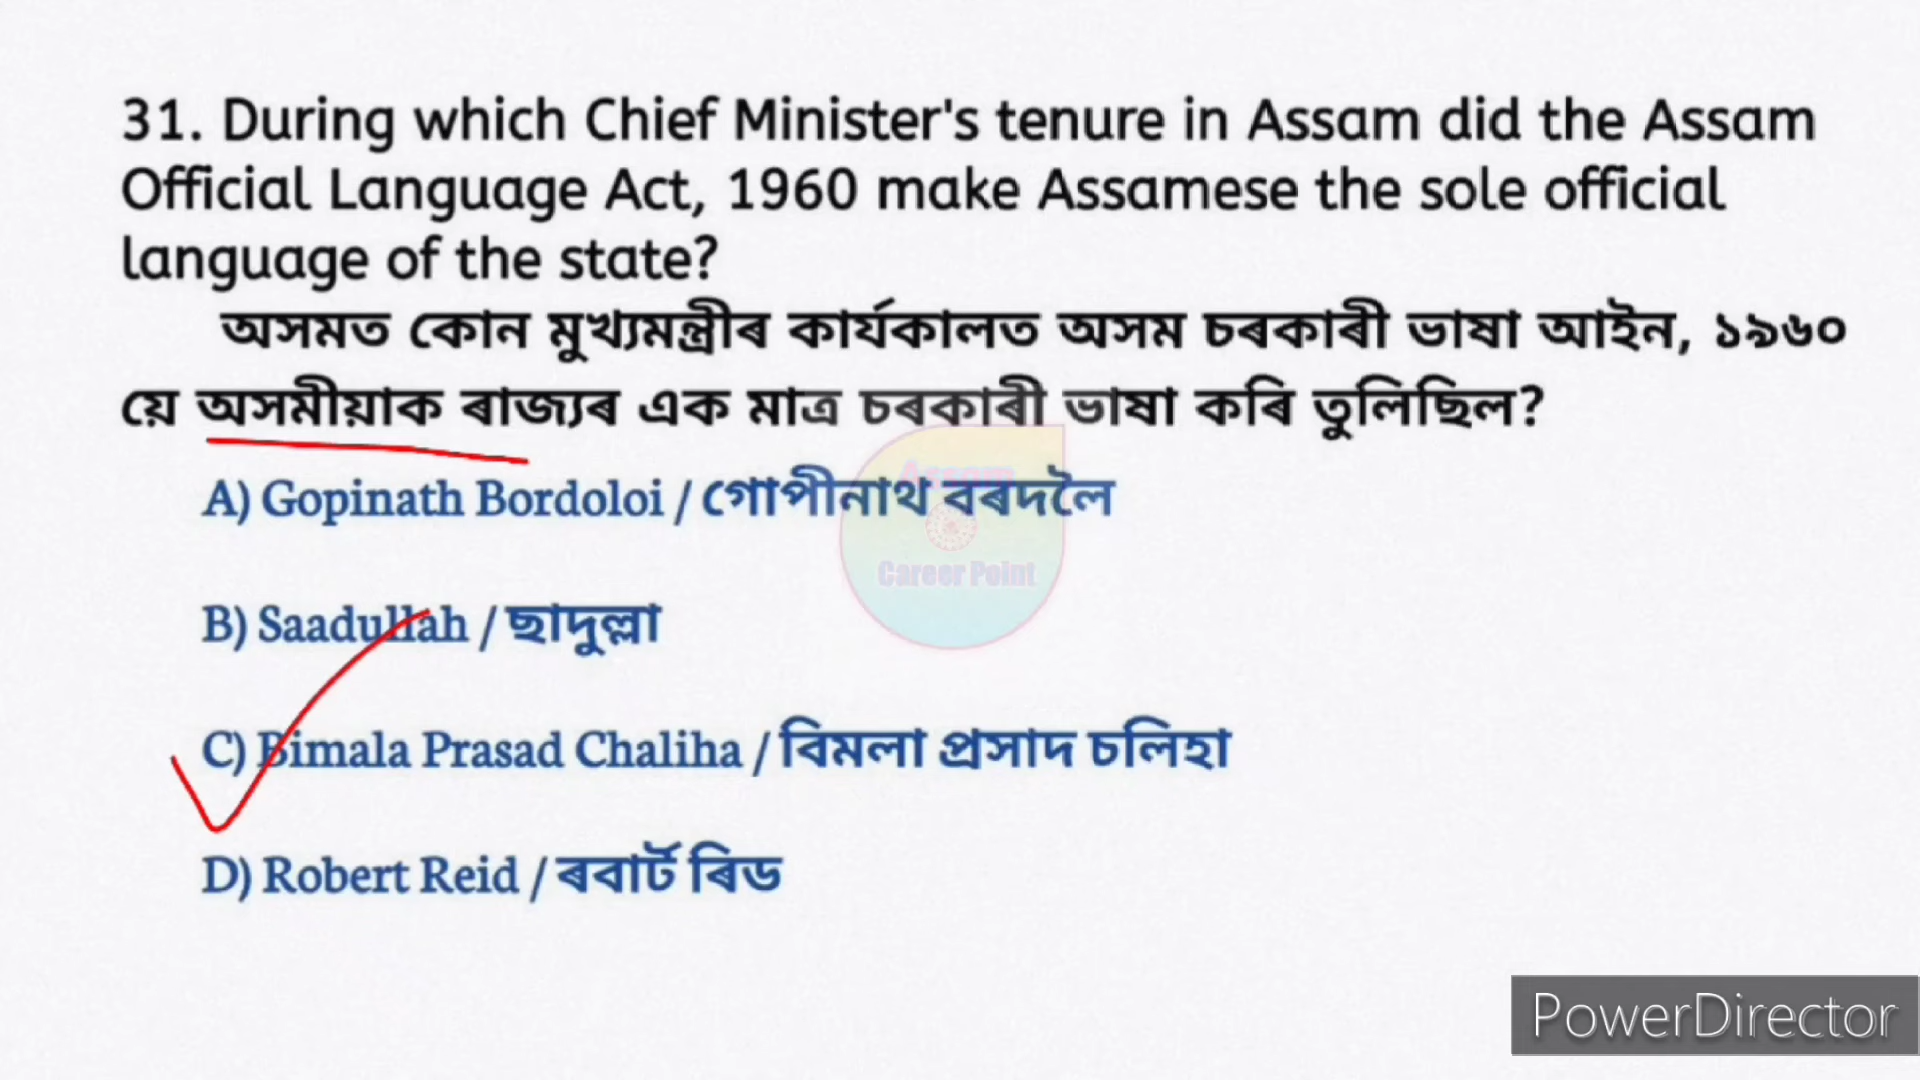 31. During which Chief Minister's tenure in Assam did the Assam
Official Language Act, 1960 make Assamese the sole official
language of the state?
অসমত কোন মুখ্যমন্ত্ৰীৰ কাৰ্যকালত অসম চৰকাৰী ভাষা আইন, ১৯৬০
য়ে অসমীয়াক ৰাজ্যৰ এক মাত্ৰ চৰকাৰী ভাষা কৰি তুলিছিল?
A) Gopinath Bordoloi / গোপীনাথ বৰদলৈ
Assam
Career Point
B) Saadullah / ছাদুল্লা
C) Bimala Prasad Chaliha / বিমলা প্ৰসাদ চলিহা
D) Robert Reid / ৰবাৰ্ট ৰিড
PowerDirector